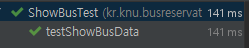 ShowBusTest (kr.knu.busreservat 141 ms
testShowBusData 141 ms